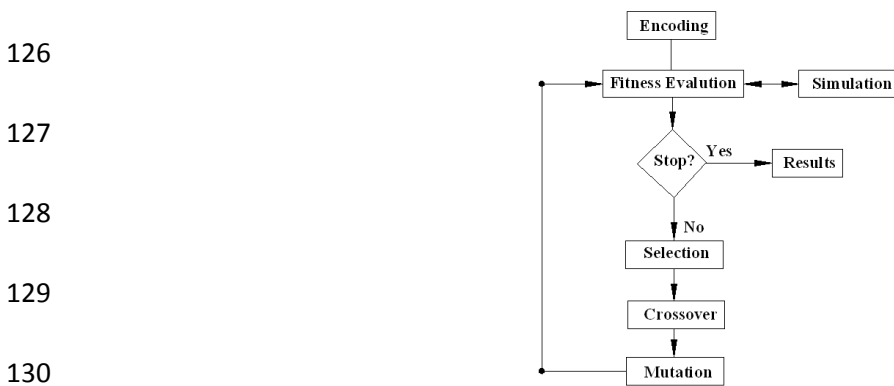 Encoding
126
Fitness Evalution
Simulation
127
Stop?
Yes
Results
128
No
Selection
129
Crossover
130
Mutation